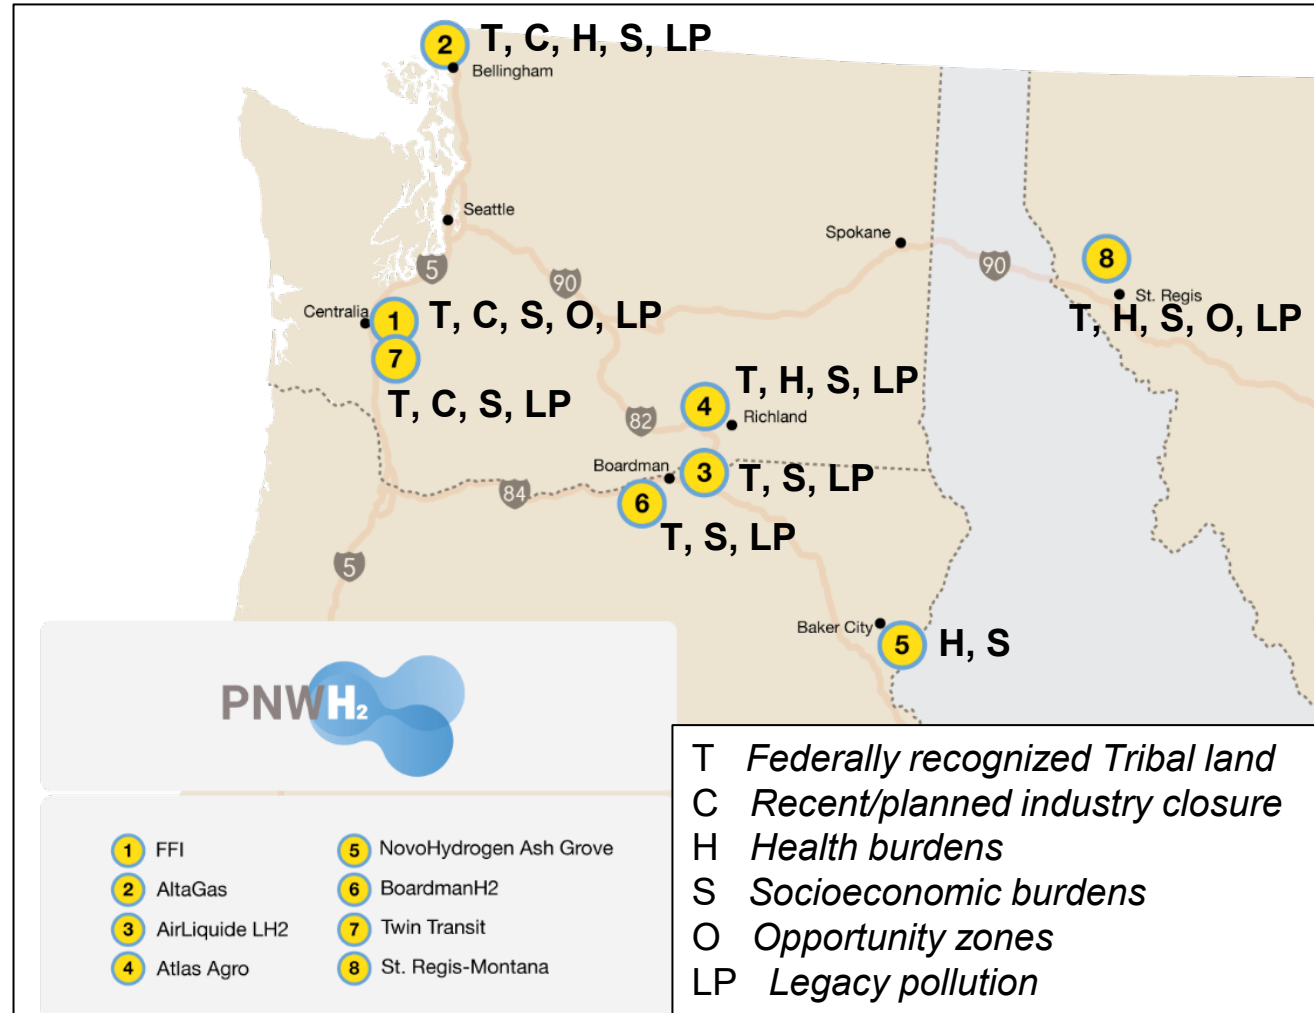 2 T, C, H, S, LP
Bellingham
Seattle
Spokane
5
90
90
8
St. Regis
T, H, S, O, LP
Centralia 1 T, C, S, O, LP
7
T, C, S, LP
T, H, S, LP
4
Richland
82
Boardman
3 T, S, LP
84
6
T, S, LP
5
Baker City
5 H, S
PNWH2
1 FFI
2 AltaGas
3 AirLiquide LH2
4 Atlas Agro
5 NovoHydrogen Ash Grove
6 BoardmanH2
7 Twin Transit
8 St. Regis-Montana
T Federally recognized Tribal land
C Recent/planned industry closure
H Health burdens
S Socioeconomic burdens
O Opportunity zones
LP Legacy pollution